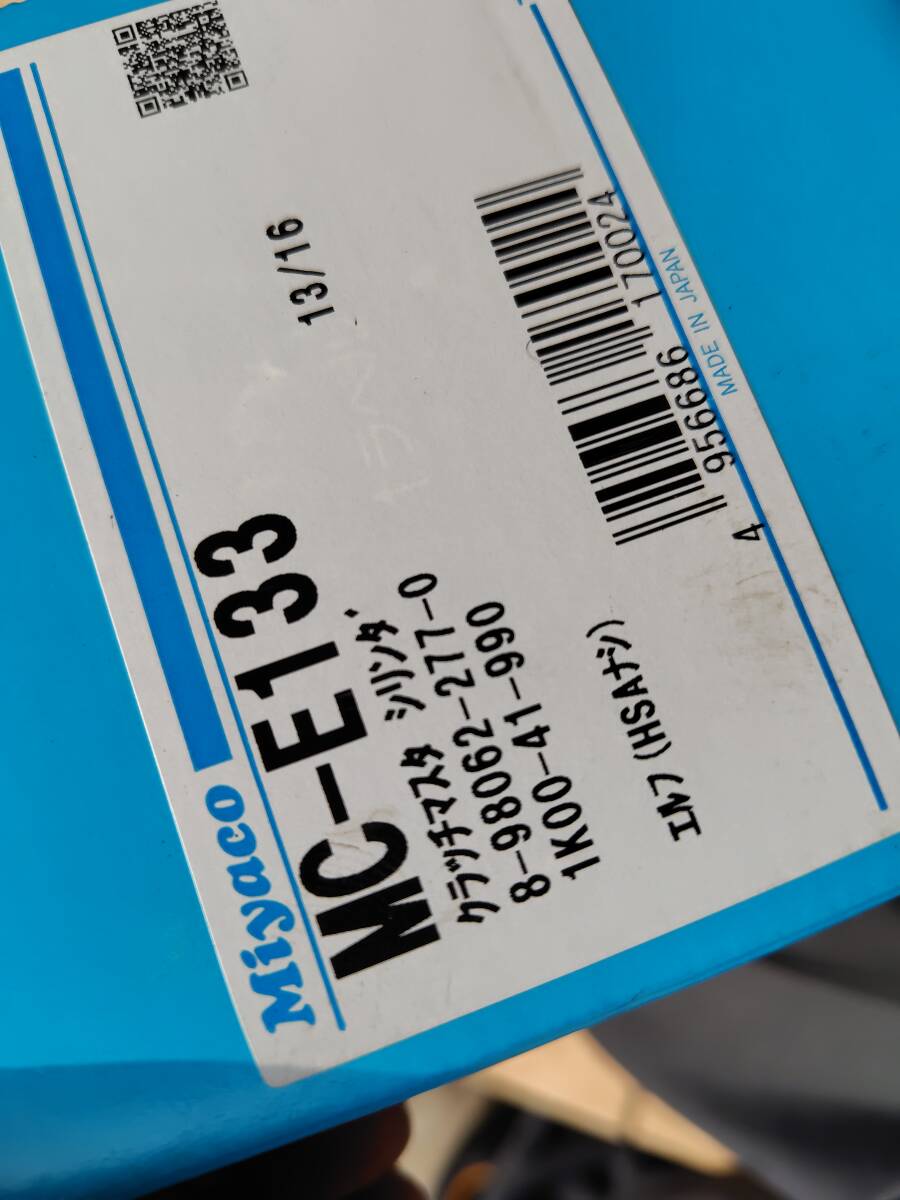 Miyaco
MC-E133
クラッチマスタ シリンダ
8-98062-277-0 13/16
1K00-41-990
エルフ(HSAナシ)
4 956686 170024
MADE IN JAPAN